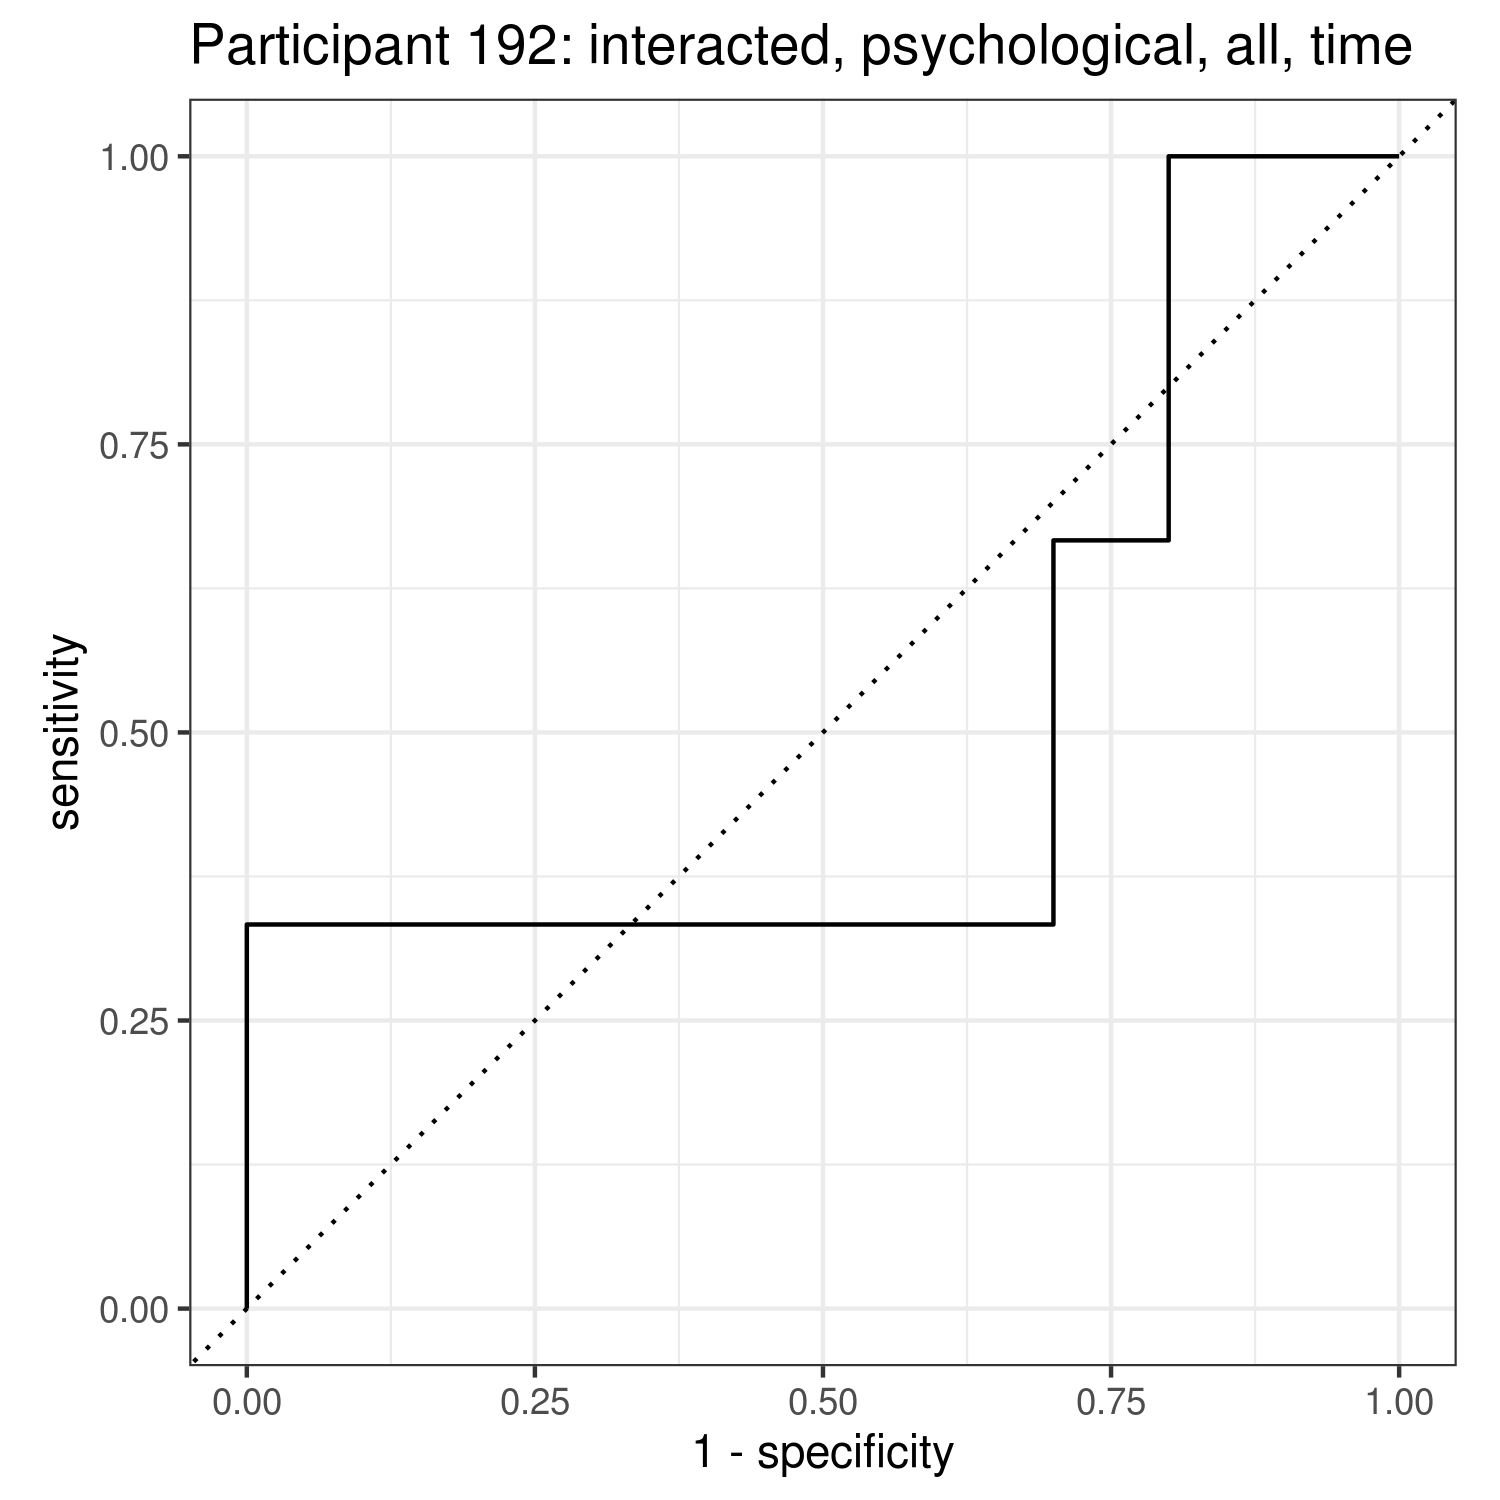 Participant 192: interacted, psychological, all, time
1.00
0.75
0.50
0.25
0.00
sensitivity
0.00 0.25 0.50 0.75 1.00
1 - specificity